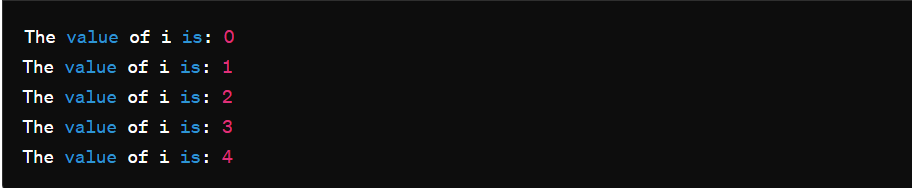 The value of i is: 0
The value of i is: 1
The value of i is: 2
The value of i is: 3
The value of i is: 4